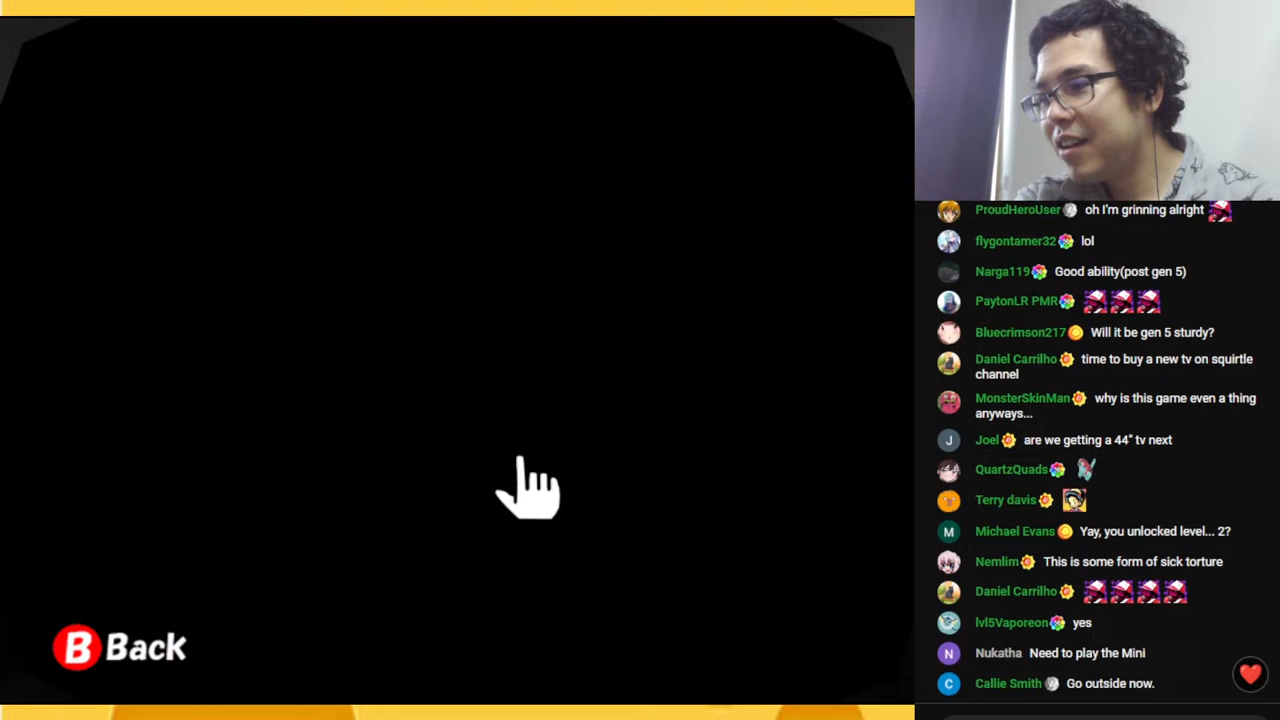 ProudHeroUser oh I'm grinning alright
flygontamer32 lol
Narga119 Good ability(post gen 5)
PaytonLR PMR
Bluecrimson217 Will it be gen 5 sturdy?
Daniel Carrilho time to buy a new tv on squirtle
channel
MonsterSkinMan why is this game even a thing
anyways...
J Joel are we getting a 44" tv next
QuartzQuads
Terry davis
M Michael Evans Yay, you unlocked level... 2?
Nemlim This is some form of sick torture
Daniel Carrilho
lvl5Vaporeon yes
N Nukatha Need to play the Mini
C Callie Smith Go outside now.
B Back